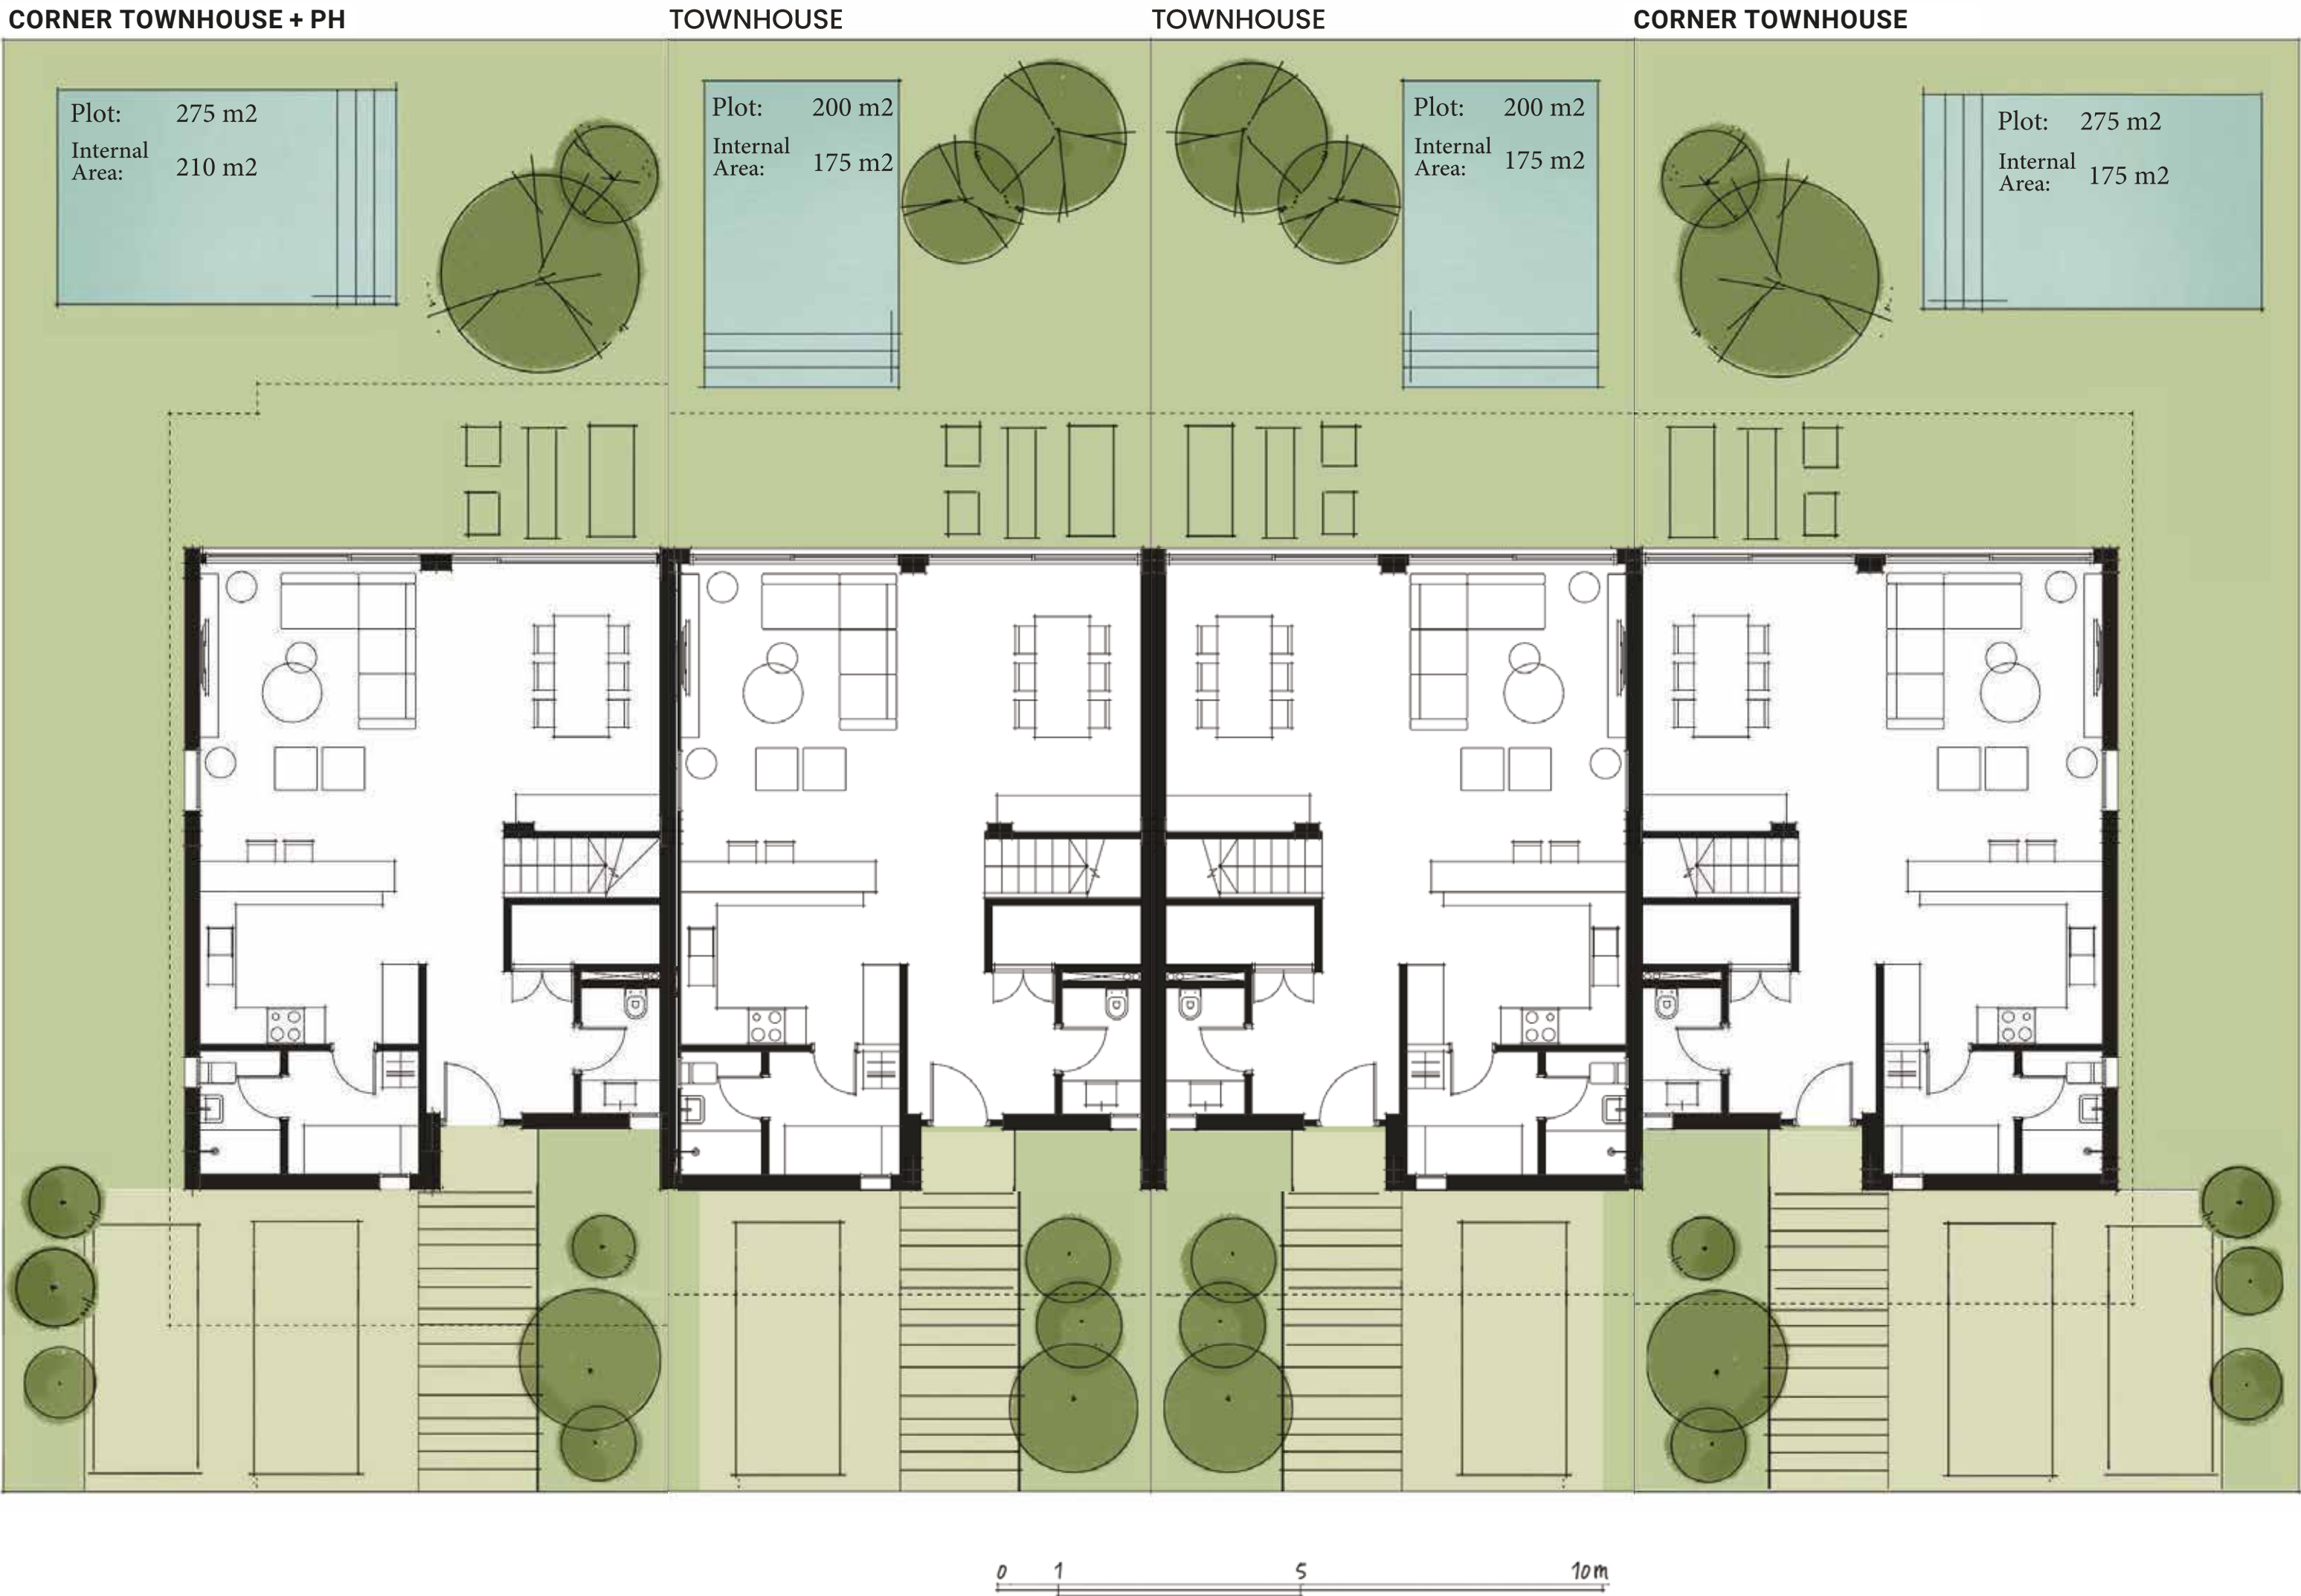 CORNER TOWNHOUSE + PH
TOWNHOUSE
TOWNHOUSE
CORNER TOWNHOUSE
Plot: 275 m2
Internal
Area: 210 m2
Plot: 200 m2
Internal
Area: 175 m2
Plot: 200 m2
Internal
Area: 175 m2
Plot: 275 m2
Internal
Area: 175 m2
0 1 5 10m